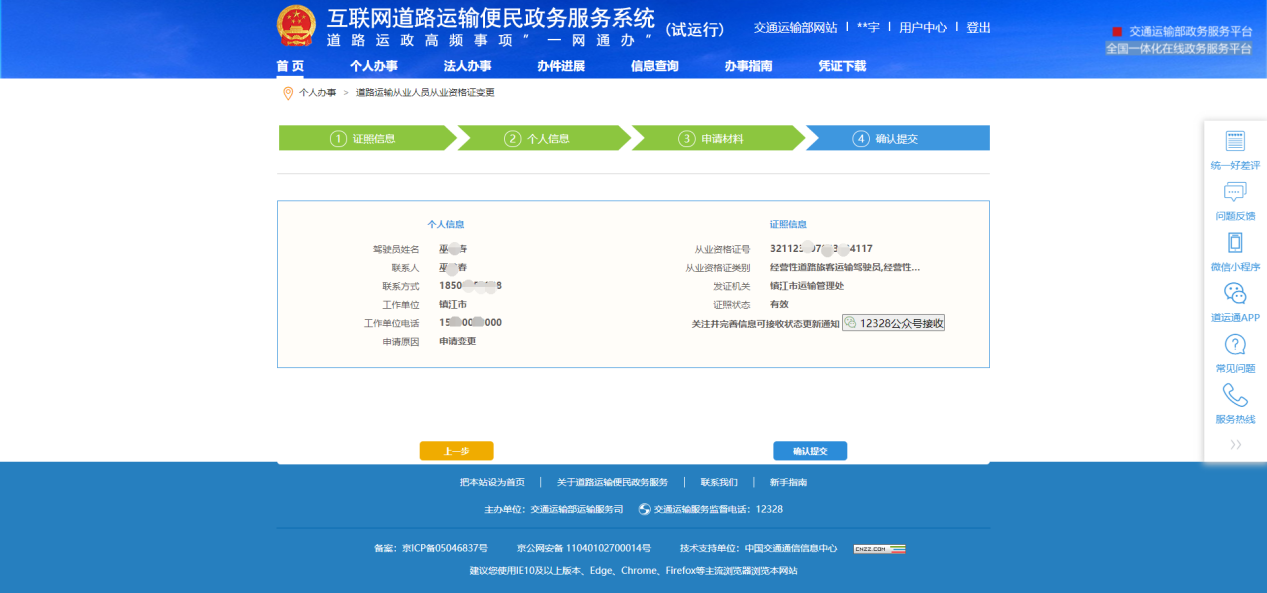 互联网道路运输便民政务服务系统 (试运行)
道路运政高频事项“一网通办”
交通运输部网站 | **宇 | 用户中心 | 登出
交通运输部政务服务平台
全国一体化在线政务服务平台
首页 个人办事 法人办事 办件进展 信息查询 办事指南 凭证下载
个人办事 > 道路运输从业人员从业资格证变更
1 证照信息 2 个人信息 3 申请材料 4 确认提交
个人信息
驾驶员姓名 巫 春
联系人 巫 春
联系方式 1850 8
工作单位 镇江市
工作单位电话 15 00 000
申请原因 申请变更
证照信息
从业资格证号 32112 07 3 4117
从业资格证类别 经营性道路旅客运输驾驶员,经营性...
发证机关 镇江市运输管理处
证照状态 有效
关注并完善信息可接收状态更新通知 12328公众号接收
上一步 确认提交
统一好差评
问题反馈
微信小程序
道运通APP
常见问题
服务热线
把本站设为首页 | 关于道路运输便民政务服务 | 联系我们 | 新手指南
主办单位：交通运输部运输服务司 交通运输服务监督电话：12328
备案：京ICP备05046837号 京公网安备 11040102700014号 技术支持单位：中国交通通信信息中心 CNZZ.COM
建议您使用IE10及以上版本、Edge、Chrome、Firefox等主流浏览器浏览本网站